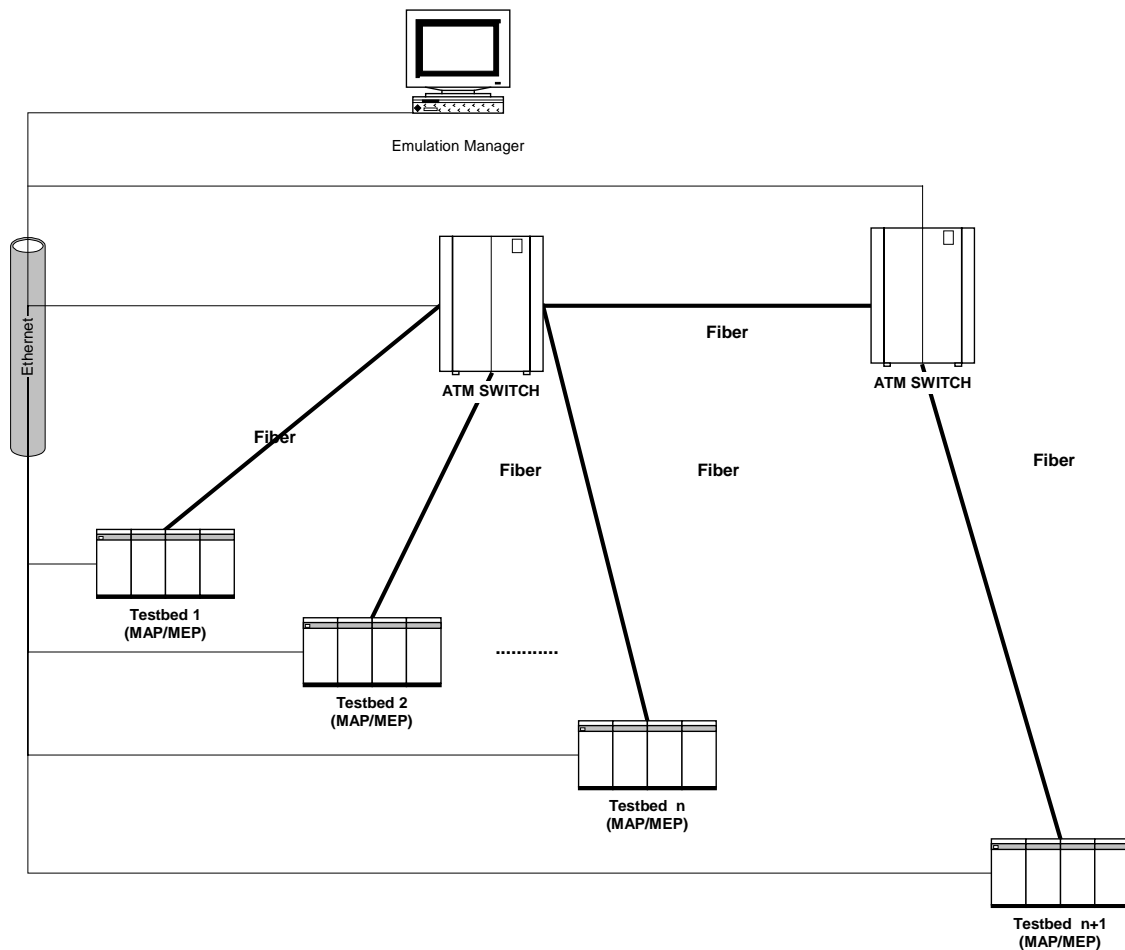 Emulation Manager
Ethernet
ATM SWITCH
Fiber
ATM SWITCH
Fiber
Fiber
Fiber
Fiber
Testbed 1
(MAP/MEP)
Testbed 2
(MAP/MEP)
............
Testbed n
(MAP/MEP)
Testbed n+1
(MAP/MEP)